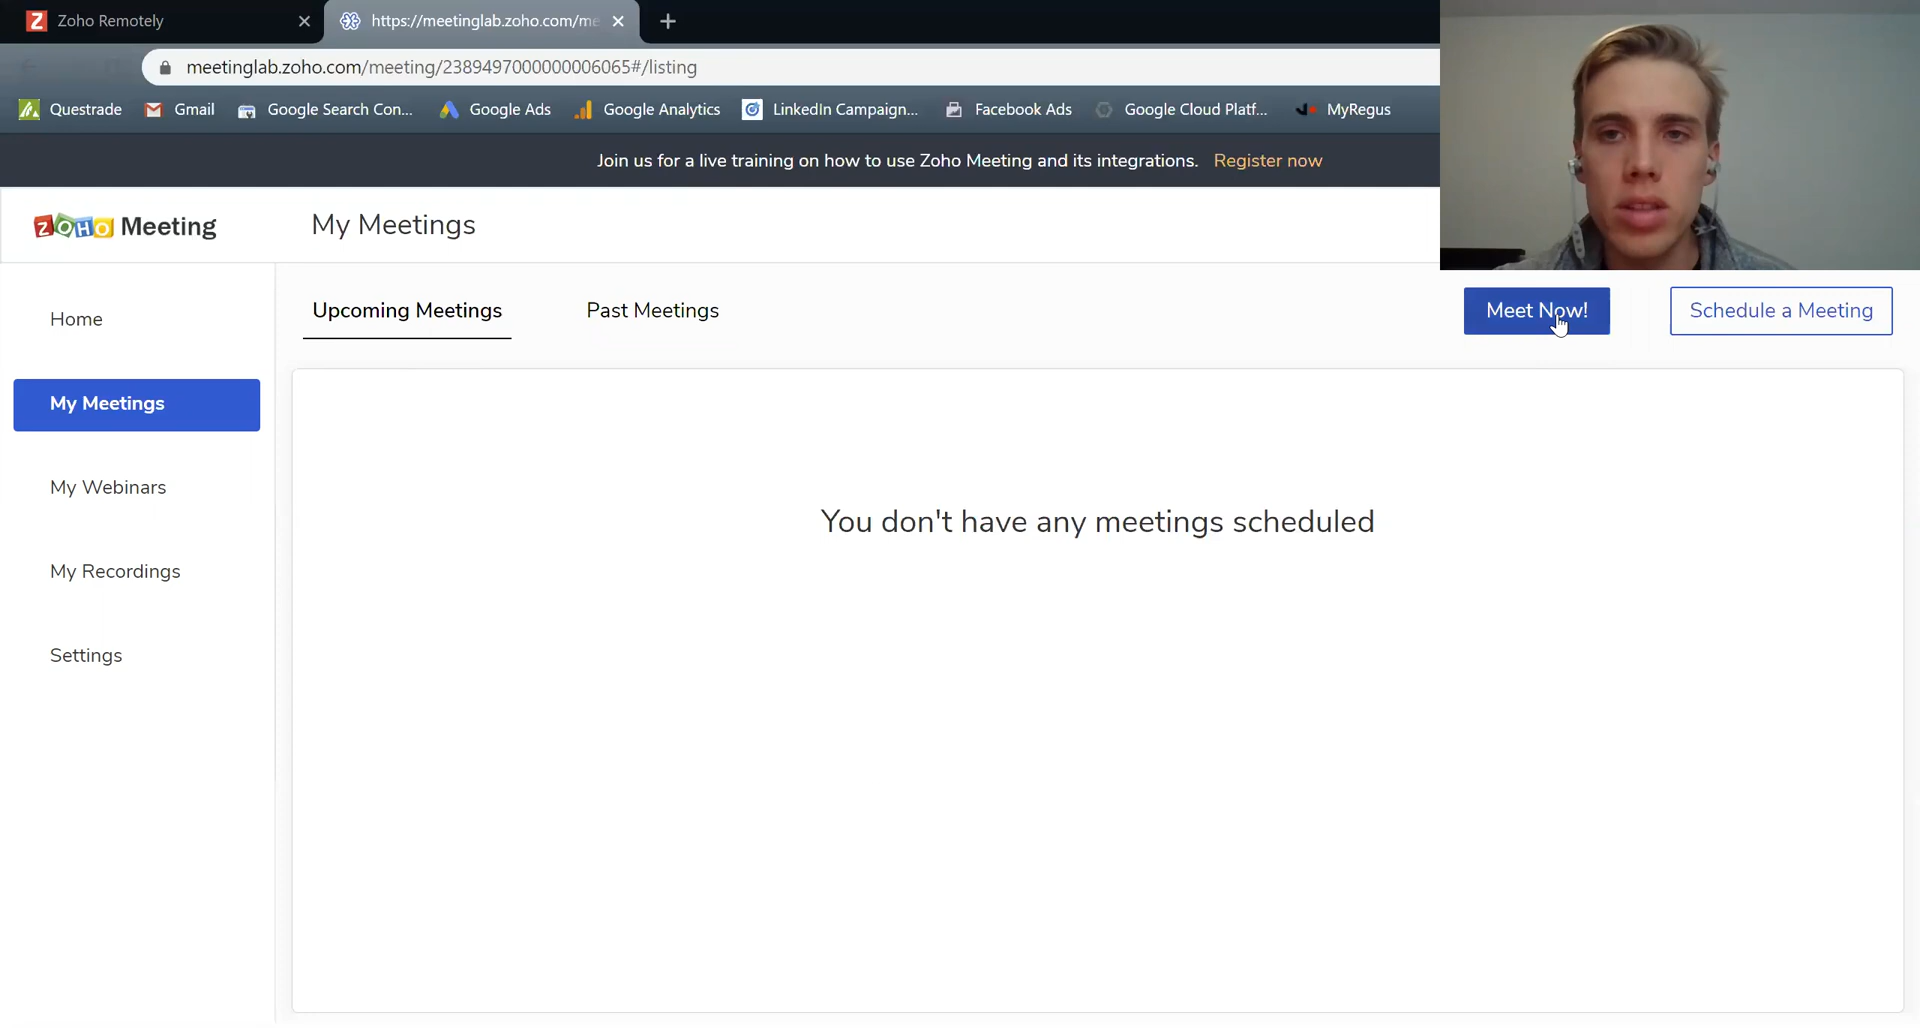 Zoho Remotely
https://meetinglab.zoho.com/me
meetinglab.zoho.com/meeting/2389497000000006065#/listing
Questrade
Gmail
Google Search Con...
Google Ads
Google Analytics
LinkedIn Campaign...
Facebook Ads
Google Cloud Platf...
MyRegus
Join us for a live training on how to use Zoho Meeting and its integrations. Register now
ZOHO Meeting
My Meetings
Home
My Meetings
My Webinars
My Recordings
Settings
Upcoming Meetings
Past Meetings
Meet Now!
Schedule a Meeting
You don't have any meetings scheduled